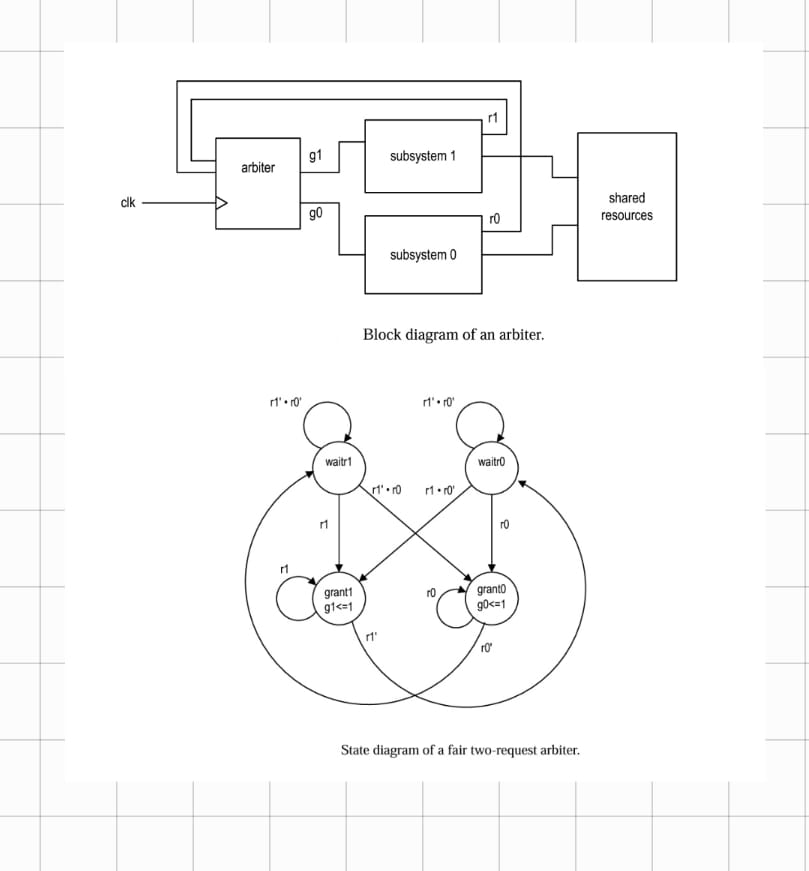 r1
subsystem 1
g1
arbiter
shared
resources
clk
g0
r0
subsystem 0
Block diagram of an arbiter.
r1' • r0'
r1' • r0'
waitr1
waitr0
r1' • r0
r1 • r0'
r1
r0
r1
grant1
g1<=1
r0
grant0
g0<=1
r1'
r0'
State diagram of a fair two-request arbiter.